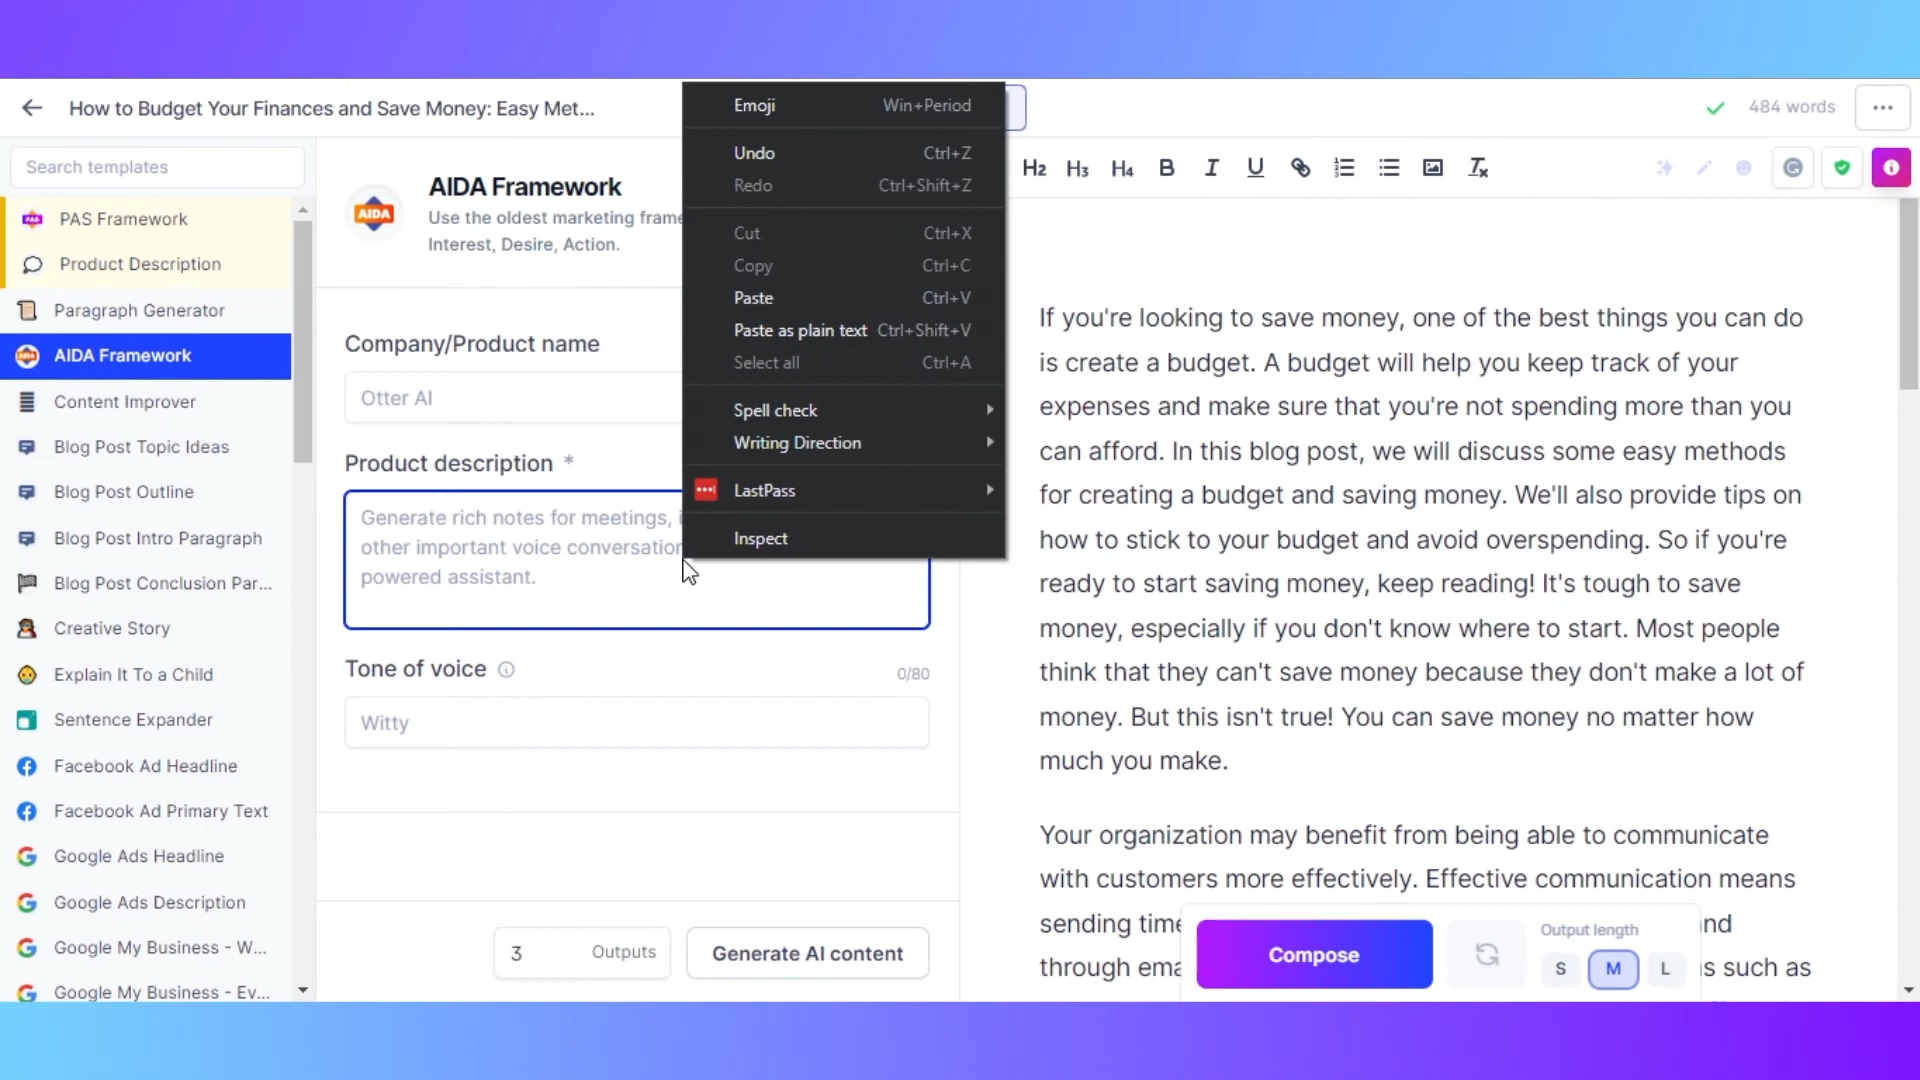 How to Budget Your Finances and Save Money: Easy Met...
484 words
Search templates
PAS Framework
Product Description
Paragraph Generator
AIDA Framework
Content Improver
Blog Post Topic Ideas
Blog Post Outline
Blog Post Intro Paragraph
Blog Post Conclusion Par...
Creative Story
Explain It To a Child
Sentence Expander
Facebook Ad Headline
Facebook Ad Primary Text
Google Ads Headline
Google Ads Description
Google My Business - W...
Google My Business - Ev...
AIDA
AIDA Framework
Use the oldest marketing frame
Interest, Desire, Action.
Company/Product name
Otter AI
Product description *
Generate rich notes for meetings,
other important voice conversation
powered assistant.
Tone of voice
0/80
Witty
3 Outputs
Generate AI content
Emoji Win+Period
Undo Ctrl+Z
Redo Ctrl+Shift+Z
Cut Ctrl+X
Copy Ctrl+C
Paste Ctrl+V
Paste as plain text Ctrl+Shift+V
Select all Ctrl+A
Spell check
Writing Direction
LastPass
Inspect
H2 H3 H4 B I U
If you're looking to save money, one of the best things you can do
is create a budget. A budget will help you keep track of your
expenses and make sure that you're not spending more than you
can afford. In this blog post, we will discuss some easy methods
for creating a budget and saving money. We'll also provide tips on
how to stick to your budget and avoid overspending. So if you're
ready to start saving money, keep reading! It's tough to save
money, especially if you don't know where to start. Most people
think that they can't save money because they don't make a lot of
money. But this isn't true! You can save money no matter how
much you make.
Your organization may benefit from being able to communicate
with customers more effectively. Effective communication means
sending time
through ema
s such as
Compose
Output length
S M L